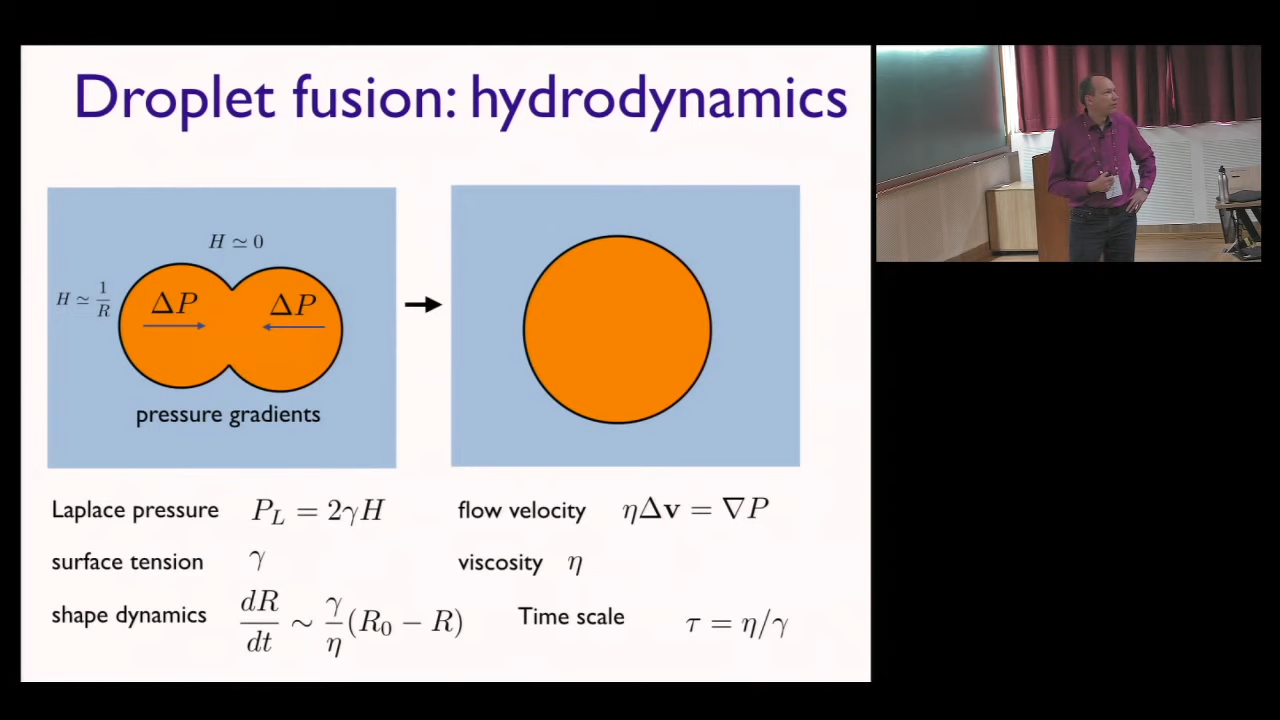 Droplet fusion: hydrodynamics
H ≃ 0
H ≃ 1/R
ΔP ΔP
pressure gradients
Laplace pressure P_L = 2γH
flow velocity ηΔv = ∇P
surface tension γ
viscosity η
shape dynamics dR/dt ∼ γ/η (R_0 − R)
Time scale τ = η/γ